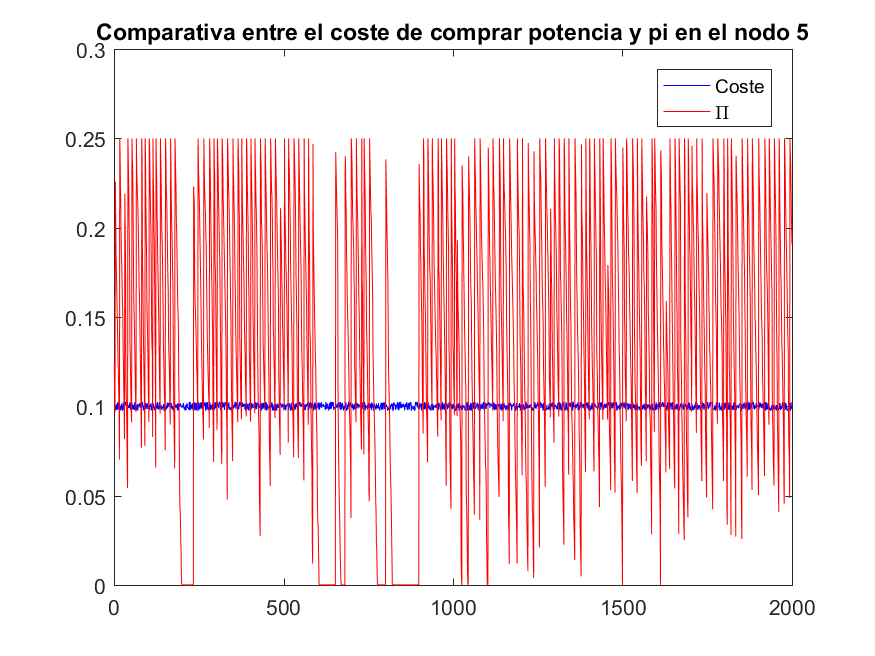 Comparativa entre el coste de comprar potencia y pi en el nodo 5
0.3
0.25
0.2
0.15
0.1
0.05
0
0 500 1000 1500 2000
Coste
Π